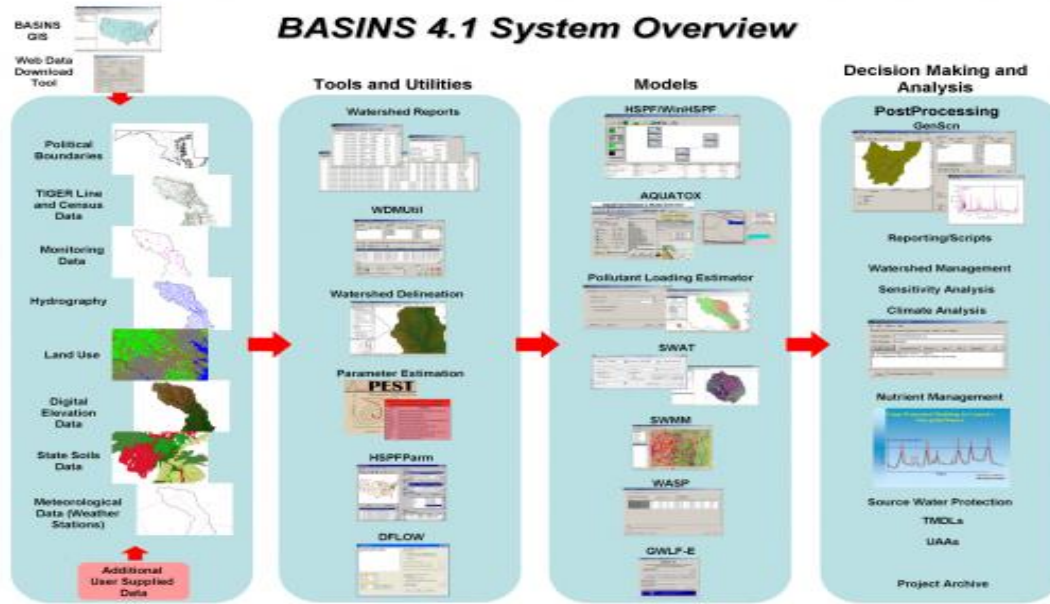 BASINS 4.1 System Overview
BASINS
GIS
Web Data
Download
Tool
Political
Boundaries
TIGER Line
and Census
Data
Monitoring
Data
Hydrography
Land Use
Digital
Elevation
Data
State Soils
Data
Meteorological
Data (Weather
Stations)
Additional
User Supplied
Data
Tools and Utilities
Watershed Reports
WDMUtil
Watershed Delineation
Parameter Estimation
PEST
HSPFParm
DFLOW
Models
HSPF/WinHSPF
AQUATOX
Pollutant Loading Estimator
SWAT
SWMM
WASP
GWLF-E
Decision Making and
Analysis
PostProcessing
GenScn
Reporting/Scripts
Watershed Management
Sensitivity Analysis
Climate Analysis
Nutrient Management
Source Water Protection
TMDLs
UAAs
Project Archive